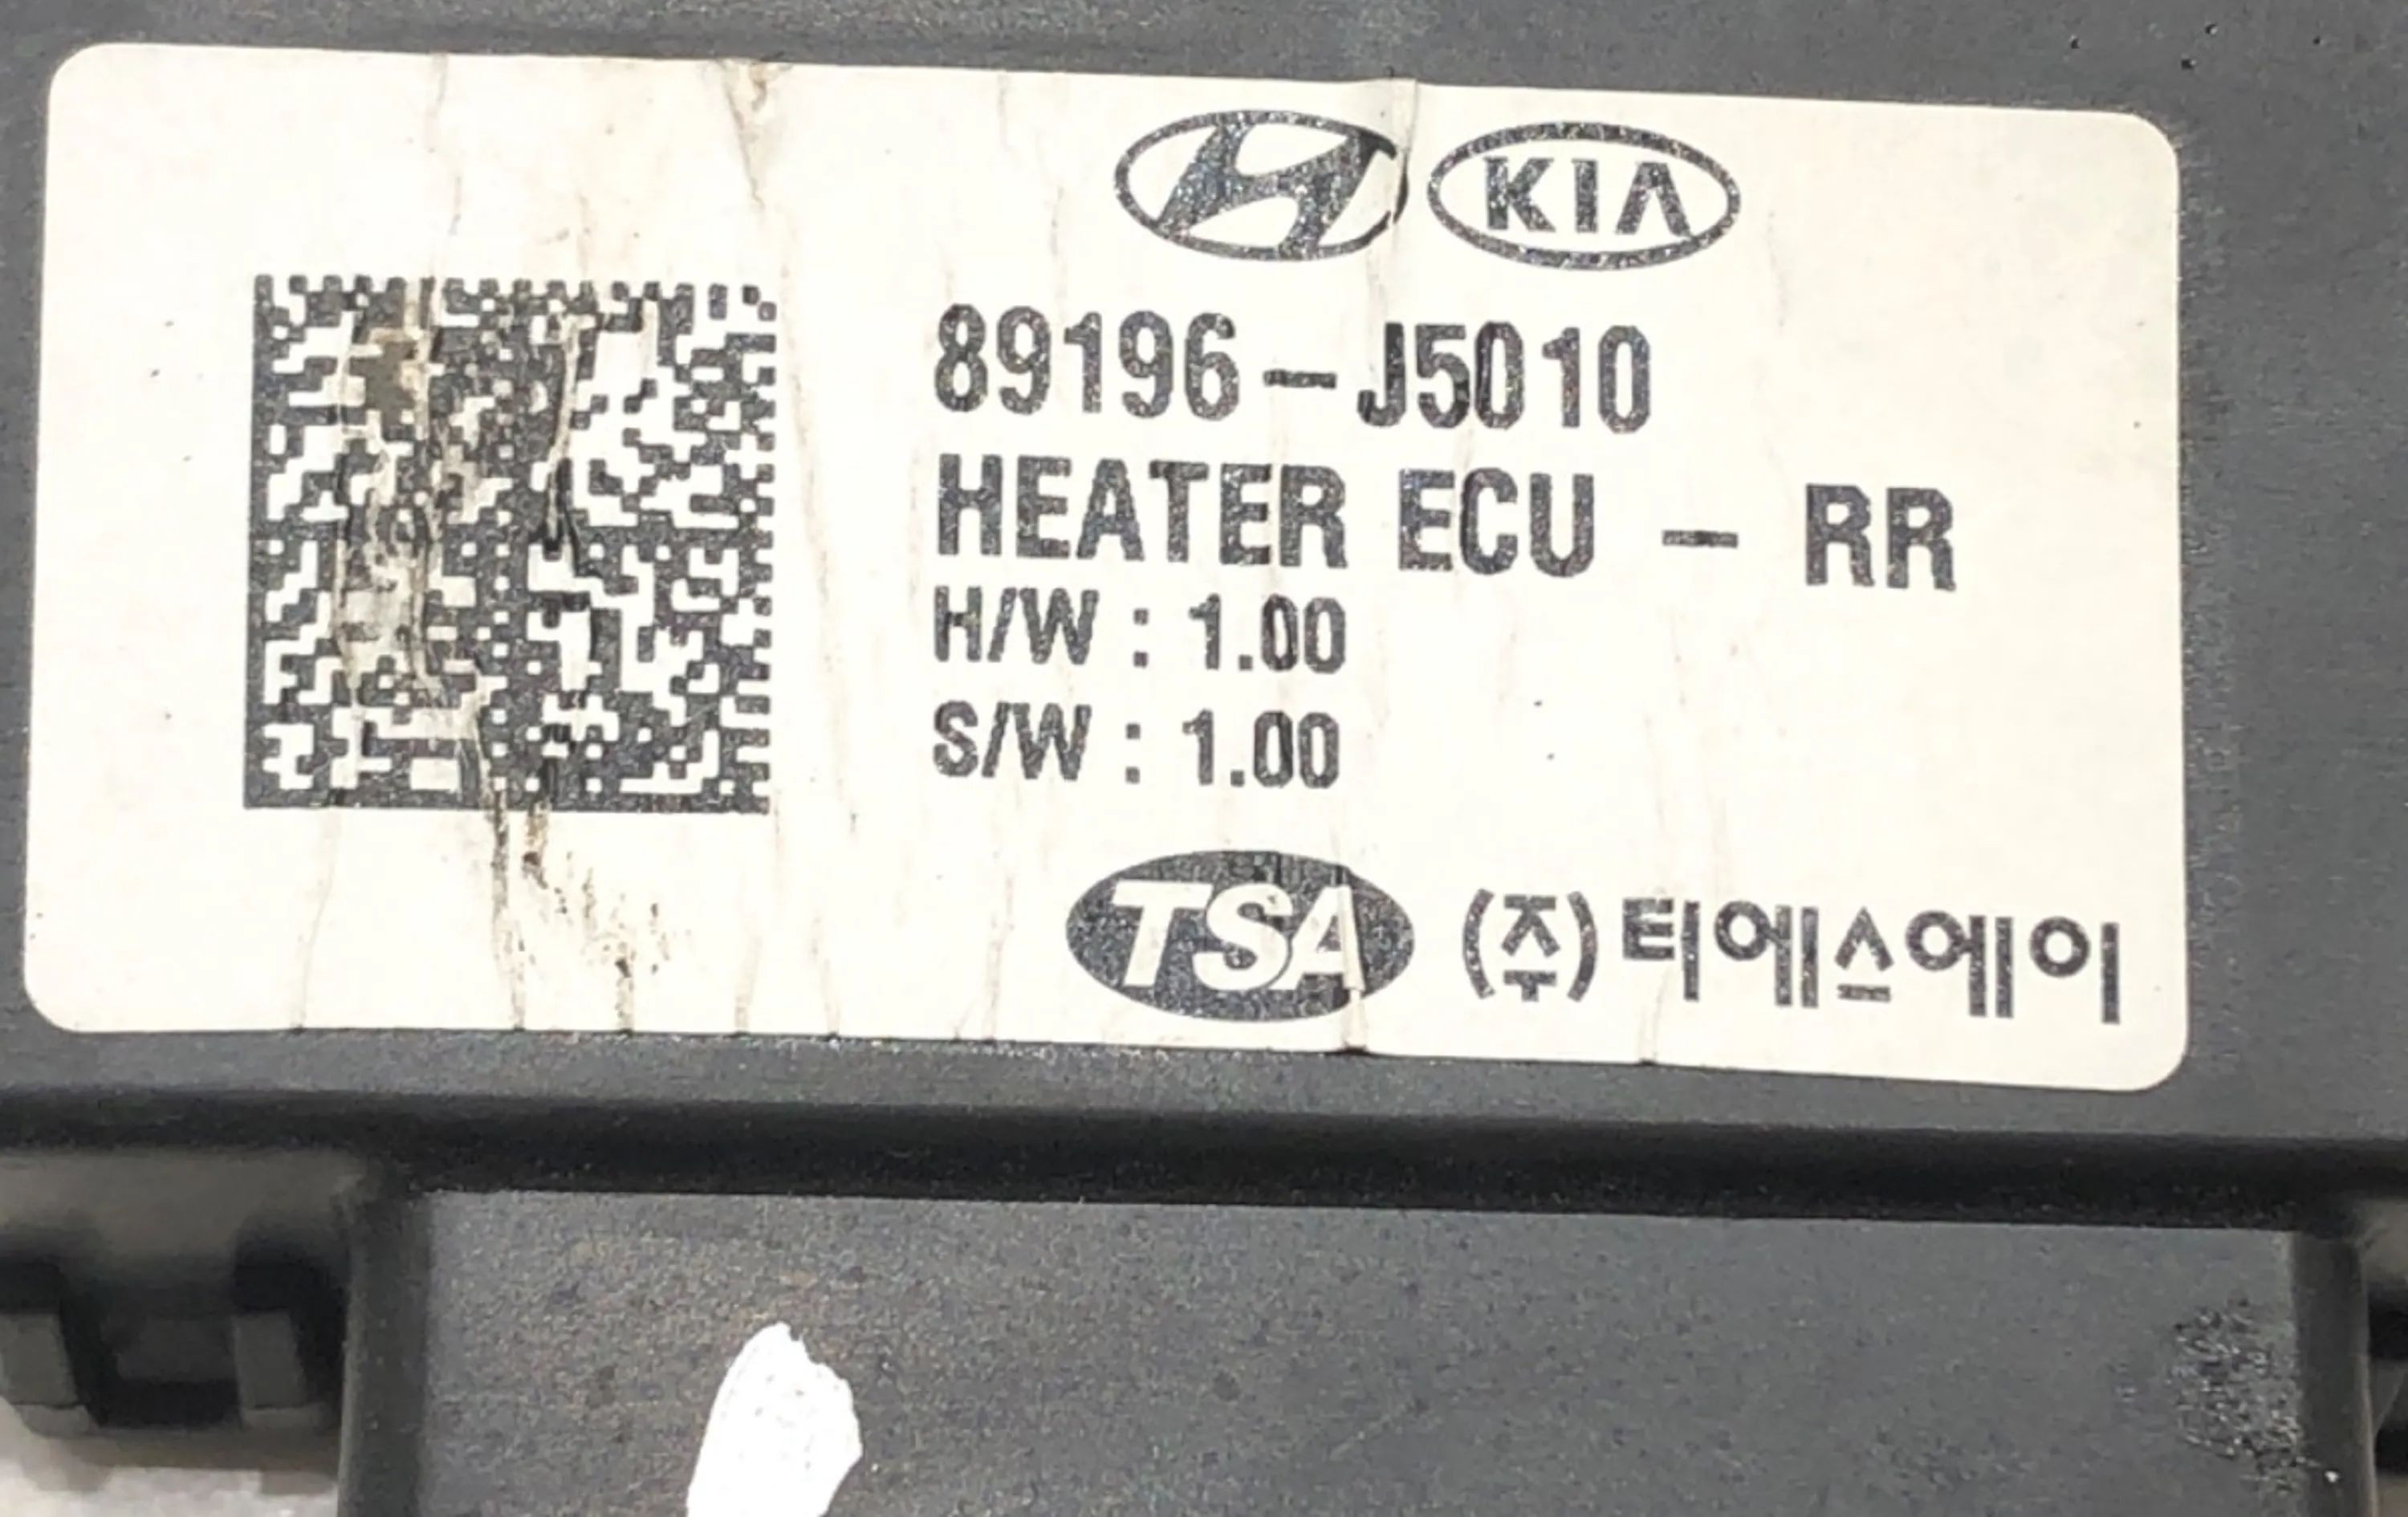 KIA
89196-J5010
HEATER ECU - RR
H/W : 1.00
S/W : 1.00
TSA (주)티에스에이